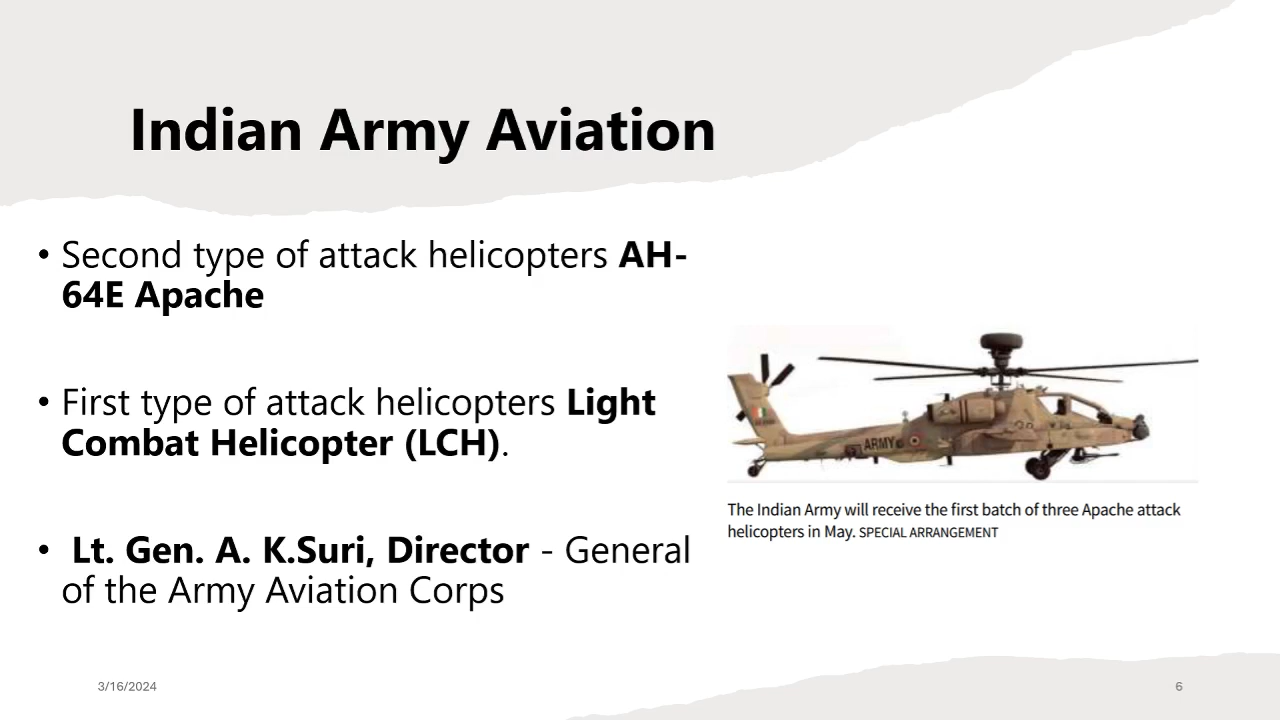 Indian Army Aviation
• Second type of attack helicopters AH-
64E Apache
• First type of attack helicopters Light
Combat Helicopter (LCH).
• Lt. Gen. A. K.Suri, Director - General
of the Army Aviation Corps
ARMY
The Indian Army will receive the first batch of three Apache attack
helicopters in May. SPECIAL ARRANGEMENT
3/16/2024
6